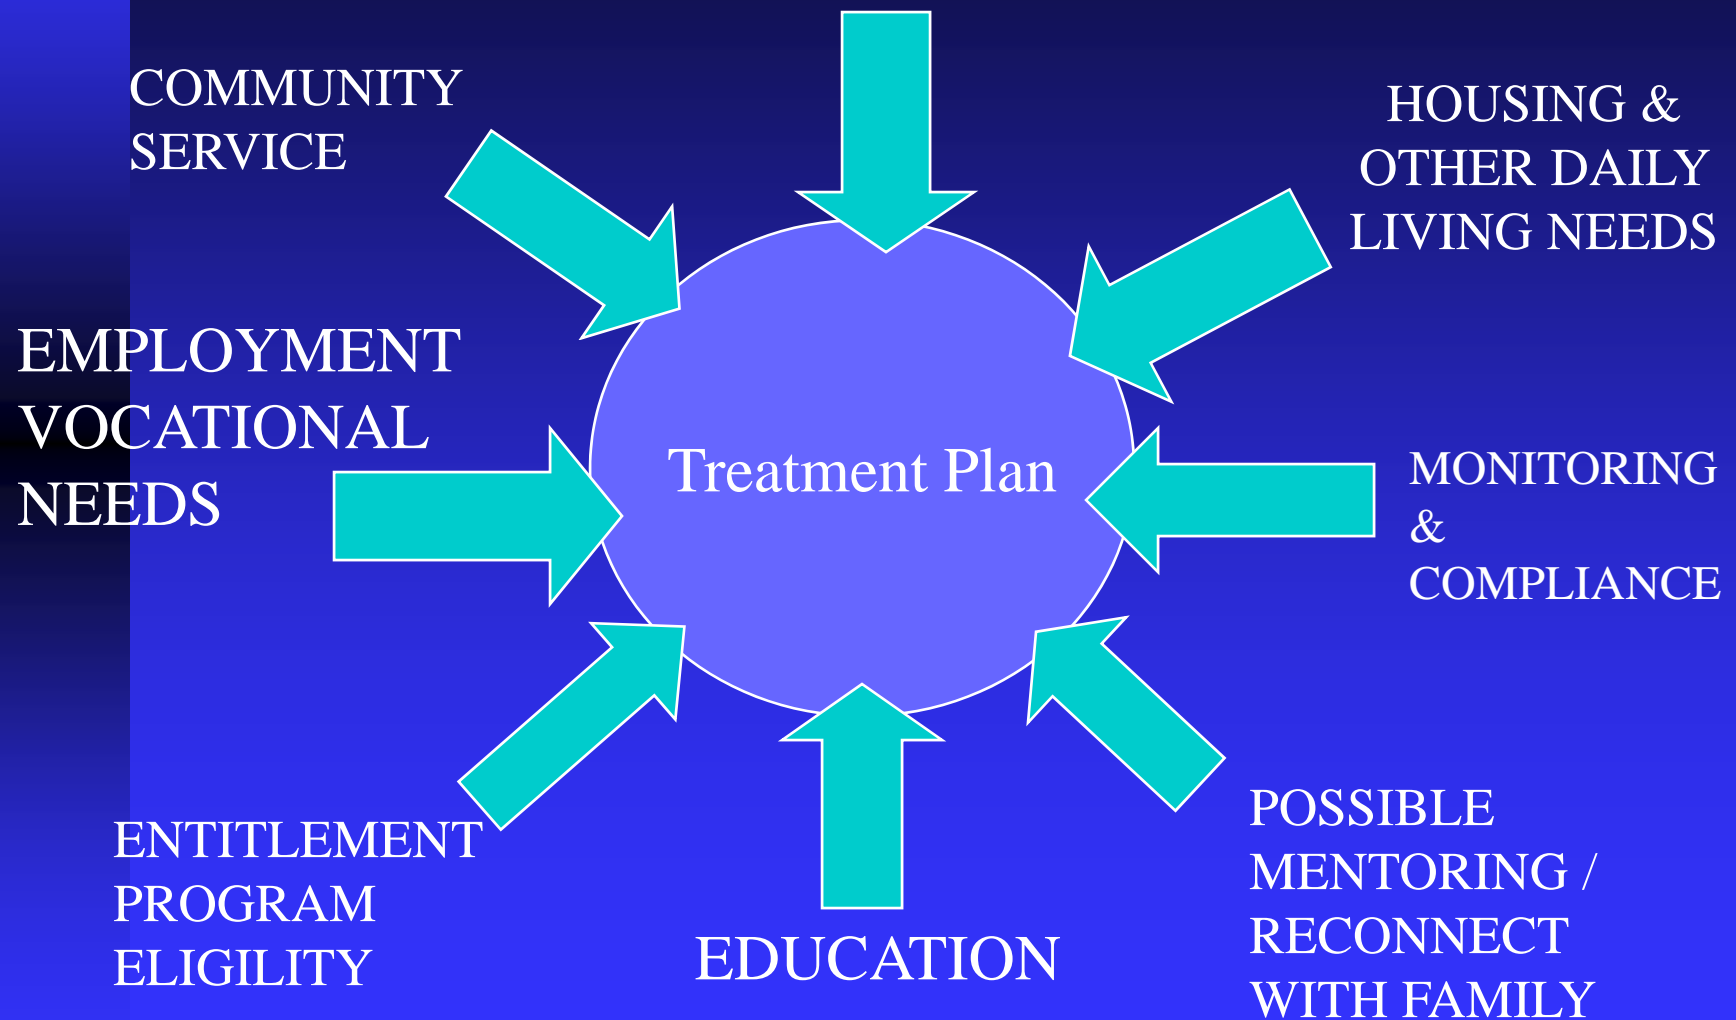 COMMUNITY
SERVICE
HOUSING &
OTHER DAILY
LIVING NEEDS
EMPLOYMENT
VOCATIONAL
NEEDS
Treatment Plan
MONITORING
&
COMPLIANCE
ENTITLEMENT
PROGRAM
ELIGILITY
EDUCATION
POSSIBLE
MENTORING /
RECONNECT
WITH FAMILY